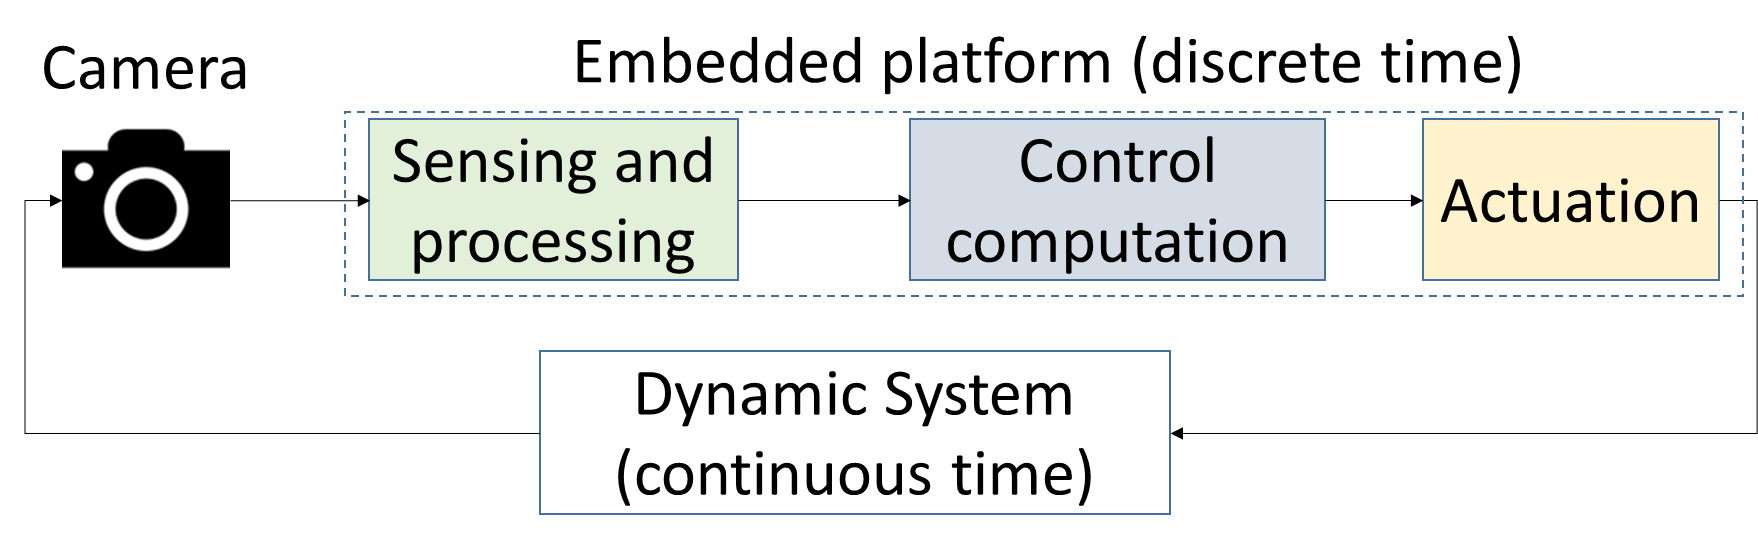 Camera
Embedded platform (discrete time)
Sensing and
processing
Control
computation
Actuation
Dynamic System
(continuous time)